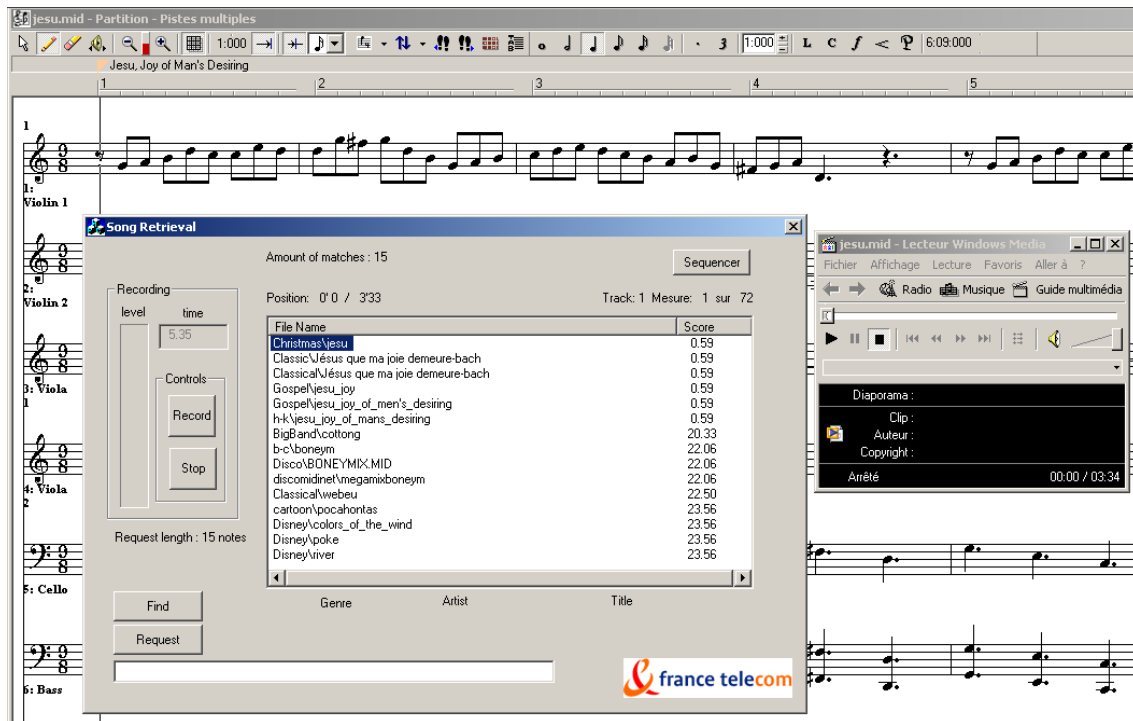 jesu.mid - Partition - Pistes multiples
1:000 3 1:000 L C f < 6:09:000
Jesu, Joy of Man's Desiring
1 2 3 4 5
1
1:
Violin 1
2:
Violin 2
3: Viola
1
4: Viola
2
5: Cello
6: Bass
Song Retrieval
Amount of matches : 15
Sequencer
Recording
level time
5.35
Controls
Record
Stop
Request length : 15 notes
Find
Request
Position: 0' 0 / 3'33 Track: 1 Mesure: 1 sur 72
File Name Score
Christmas\jesu 0.59
Classic\Jésus que ma joie demeure-bach 0.59
Classical\Jésus que ma joie demeure-bach 0.59
Gospel\jesu_joy 0.59
Gospel\jesu_joy_of_men's_desiring 0.59
h-k\jesu_joy_of_mans_desiring 0.59
BigBand\cottong 20.33
b-c\boneym 22.06
Disco\BONEYMIX.MID 22.06
discomidinet\megamixboneym 22.06
Classical\webeu 22.50
cartoon\pocahontas 23.56
Disney\colors_of_the_wind 23.56
Disney\poke 23.56
Disney\river 23.56
Genre Artist Title
france telecom
jesu.mid - Lecteur Windows Media
Fichier Affichage Lecture Favoris Aller à ?
Radio Musique Guide multimédia
Diaporama :
Clip :
Auteur :
Copyright :
Arrêté 00:00 / 03:34